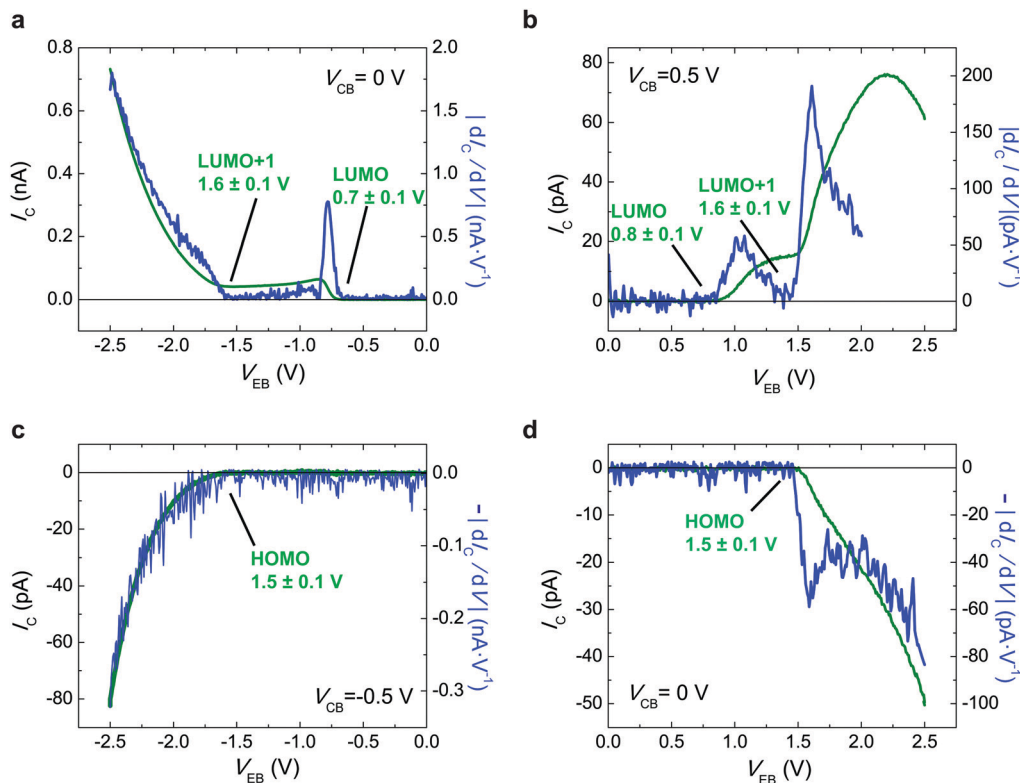 a
V_CB= 0 V
LUMO+1
1.6 ± 0.1 V
LUMO
0.7 ± 0.1 V
I_C (nA)
0.8
0.6
0.4
0.2
0.0
2.0
1.5
1.0
0.5
0.0
| dI_C / dV| (nA·V⁻¹)
-2.5 -2.0 -1.5 -1.0 -0.5 0.0
V_EB (V)
b
V_CB=0.5 V
LUMO
0.8 ± 0.1 V
LUMO+1
1.6 ± 0.1 V
I_C (pA)
80
60
40
20
0
200
150
100
50
0
| dI_C / dV|(pA·V⁻¹)
0.0 0.5 1.0 1.5 2.0 2.5
V_EB (V)
c
HOMO
1.5 ± 0.1 V
V_CB=-0.5 V
I_C (pA)
0
-20
-40
-60
-80
0.0
-0.1
-0.2
-0.3
-| dI_C / dV| (nA·V⁻¹)
-2.5 -2.0 -1.5 -1.0 -0.5 0.0
V_EB (V)
d
HOMO
1.5 ± 0.1 V
V_CB= 0 V
I_C (pA)
0
-10
-20
-30
-40
-50
0
-20
-40
-60
-80
-100
-| dI_C / dV| (pA·V⁻¹)
0.0 0.5 1.0 1.5 2.0 2.5
V_EB (V)